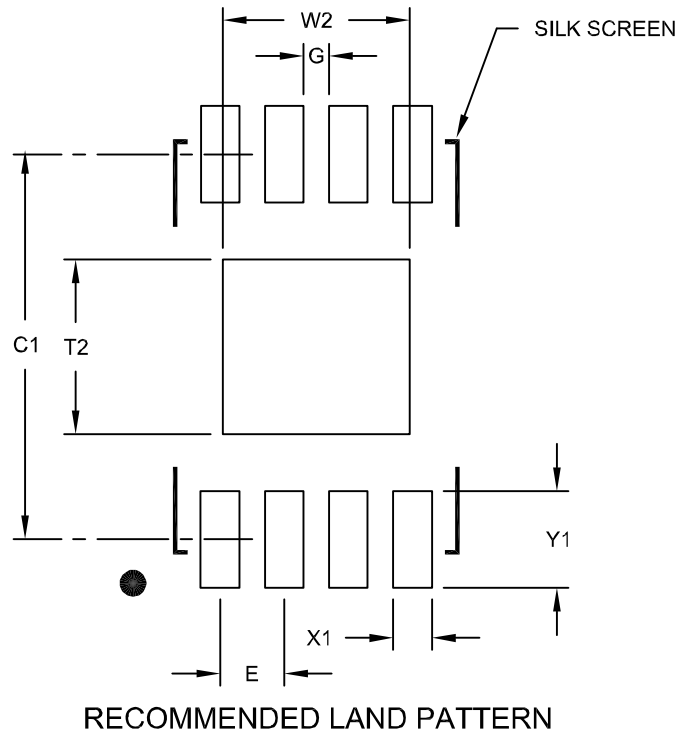 W2
SILK SCREEN
G
C1
T2
Y1
X1
E
RECOMMENDED LAND PATTERN